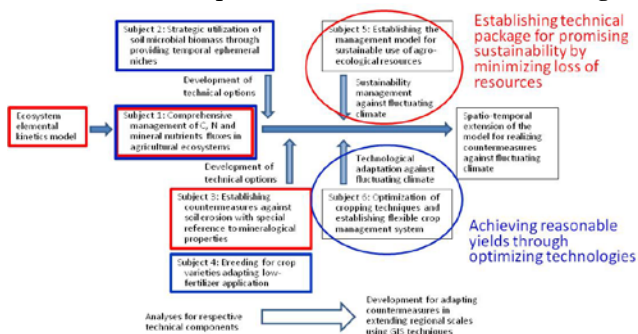 Subject 2: Strategic utilization of
soil microbial biomass through
providing temporal ephemeral
niches
Subject 5: Establishing the
management model for
sustainable use of agro-
ecological resources
Establishing technical
package for promising
sustainability by
minimizing loss of
resources
Development of
technical options
Sustainability
management against
fluctuating climate
Ecosystem
elemental
kinetics model
Subject 1: Comprehensive
management of C, N and
mineral nutrients fluxes in
agricultural ecosystems
Spatio-temporal
extension of the
model for realizing
countermeasures
against fluctuating
climate
Development of
technical options
Technological
adaptation against
fluctuating climate
Subject 3: Establishing
countermeasures against
soil erosion with special
reference to mineralogical
properties
Subject 6: Optimization of
cropping techniques and
establishing flexible crop
management system
Achieving reasonable
yields through
optimizing technologies
Subject 4: Breeding for crop
varieties adapting low-
fertilizer application
Analyses for respective
technical components
Development for adapting
countermeasures in
extending regional scales
using GIS techniques